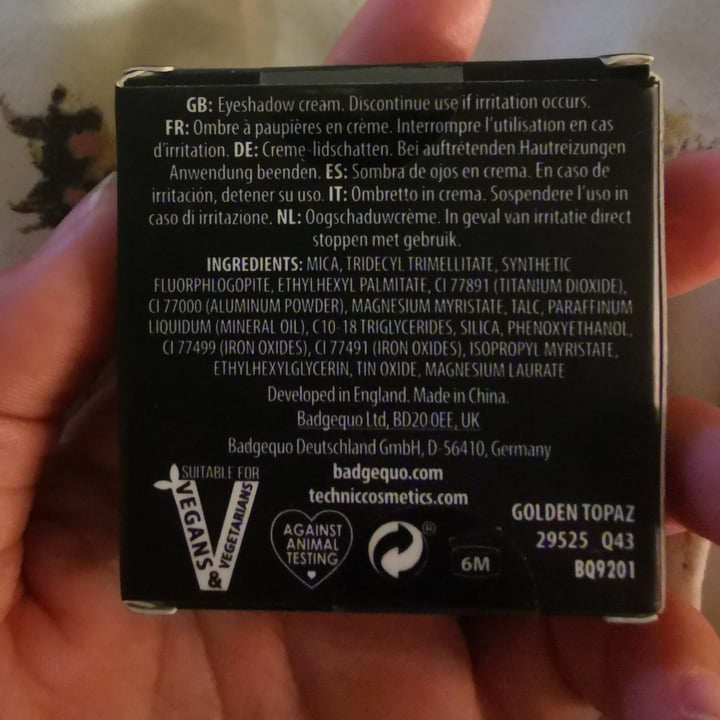 GB: Eyeshadow cream. Discontinue use if irritation occurs.
FR: Ombre à paupières en crème. Interrompre l'utilisation en cas
d'irritation. DE: Creme-lidschatten. Bei auftretenden Hautreizungen
Anwendung beenden. ES: Sombra de ojos en crema. En caso de
irritación, detener su uso. IT: Ombretto in crema. Sospendere l'uso in
caso di irritazione. NL: Oogschaduwcrème. In geval van irritatie direct
stoppen met gebruik.
INGREDIENTS: MICA, TRIDECYL TRIMELLITATE, SYNTHETIC
FLUORPHLOGOPITE, ETHYLHEXYL PALMITATE, CI 77891 (TITANIUM DIOXIDE),
CI 77000 (ALUMINUM POWDER), MAGNESIUM MYRISTATE, TALC, PARAFFINUM
LIQUIDUM (MINERAL OIL), C10-18 TRIGLYCERIDES, SILICA, PHENOXYETHANOL,
CI 77499 (IRON OXIDES), CI 77491 (IRON OXIDES), ISOPROPYL MYRISTATE,
ETHYLHEXYLGLYCERIN, TIN OXIDE, MAGNESIUM LAURATE
Developed in England. Made in China.
Badgequo Ltd, BD20 0EE, UK
Badgequo Deutschland GmbH, D-56410, Germany
badgequo.com
techniccosmetics.com
SUITABLE FOR
VEGANS & VEGETARIANS
AGAINST
ANIMAL
TESTING
®
6M
GOLDEN TOPAZ
29525 Q43
BQ9201